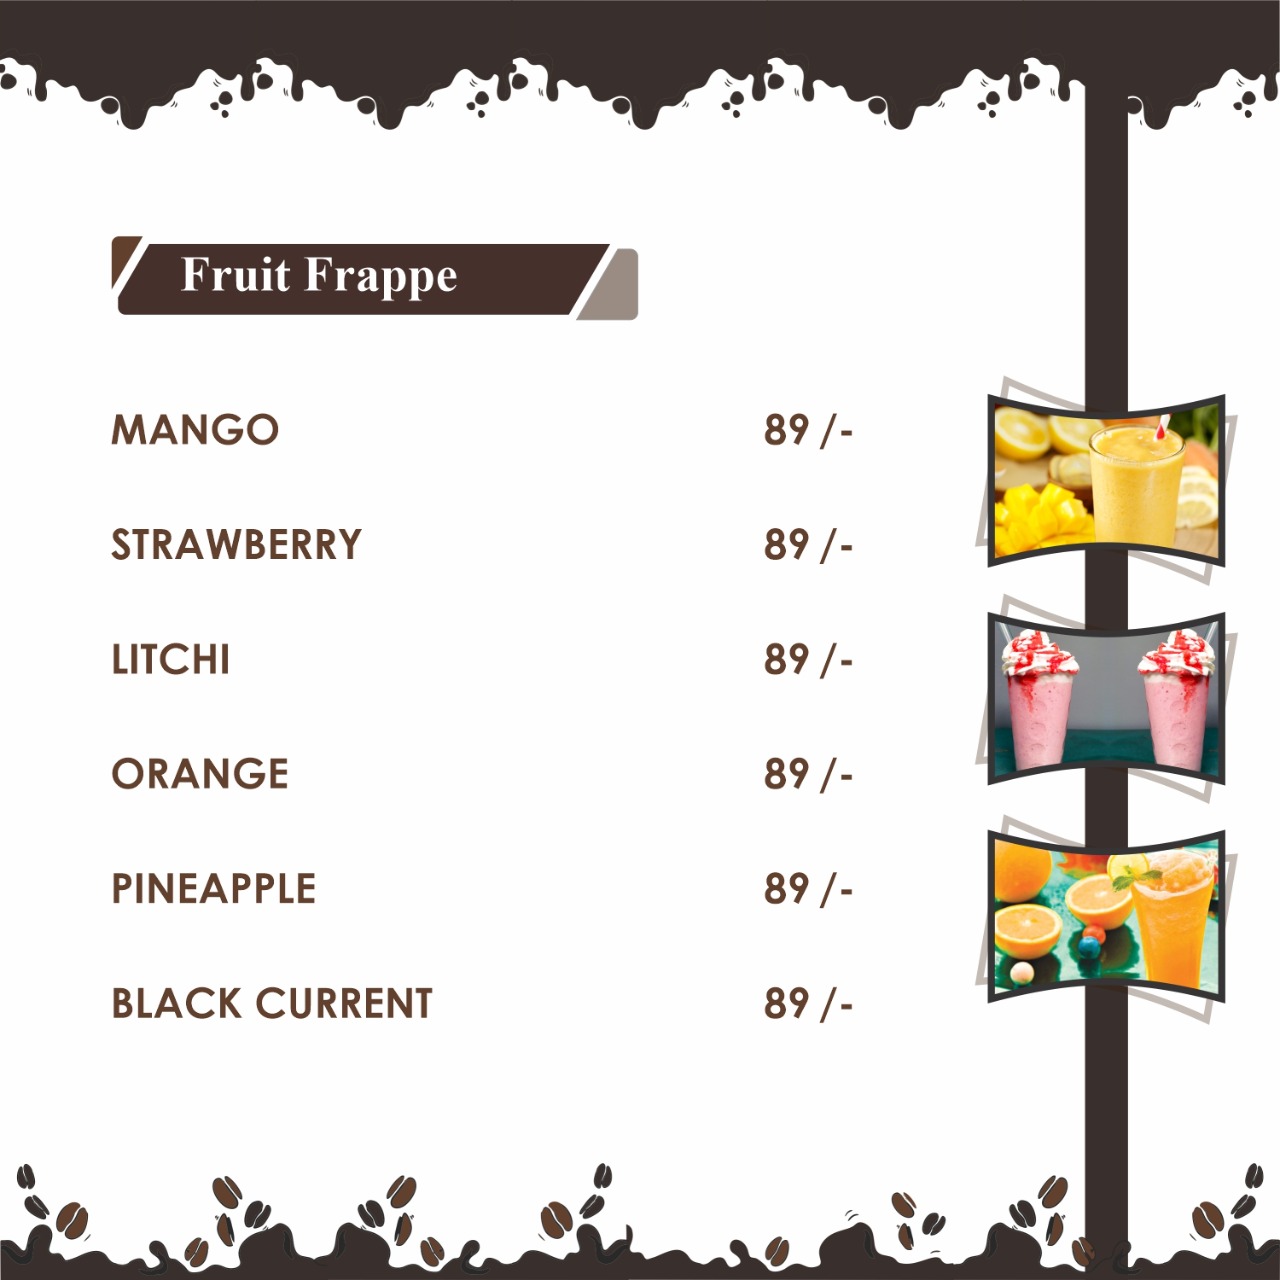 Fruit Frappe
MANGO 89 /-
STRAWBERRY 89 /-
LITCHI 89 /-
ORANGE 89 /-
PINEAPPLE 89 /-
BLACK CURRENT 89 /-